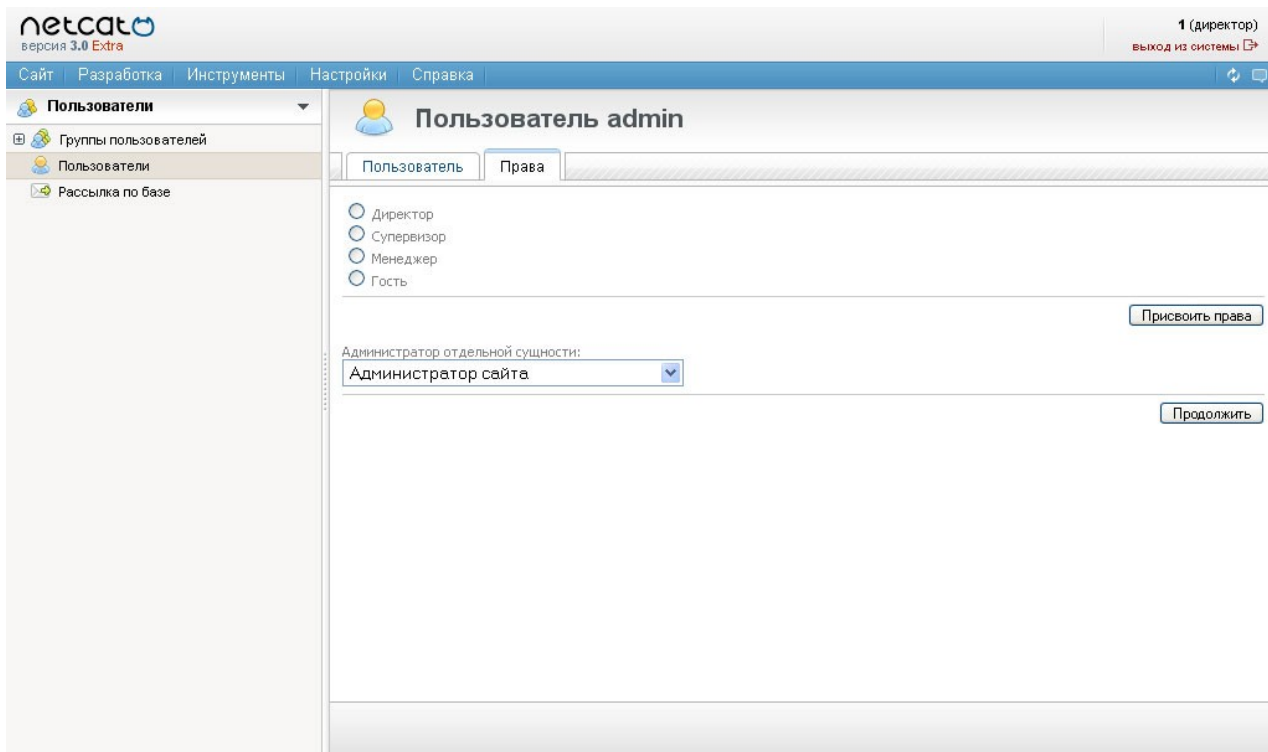 netcat
1 (директор)
версия 3.0 Extra
выход из системы
Сайт Разработка Инструменты Настройки Справка
Пользователи
Пользователь admin
Группы пользователей
Пользователи
Рассылка по базе
Пользователь Права
Директор
Супервизор
Менеджер
Гость
Присвоить права
Администратор отдельной сущности:
Администратор сайта
Продолжить